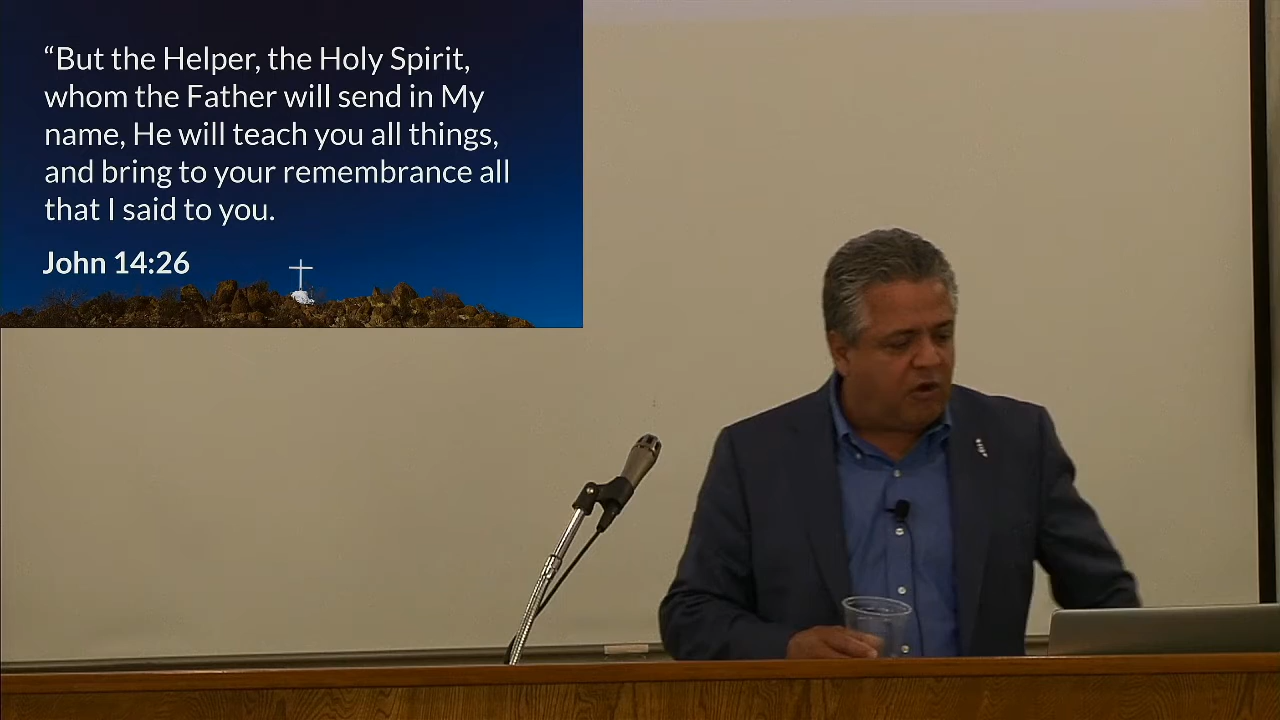 “But the Helper, the Holy Spirit,
whom the Father will send in My
name, He will teach you all things,
and bring to your remembrance all
that I said to you.
John 14:26